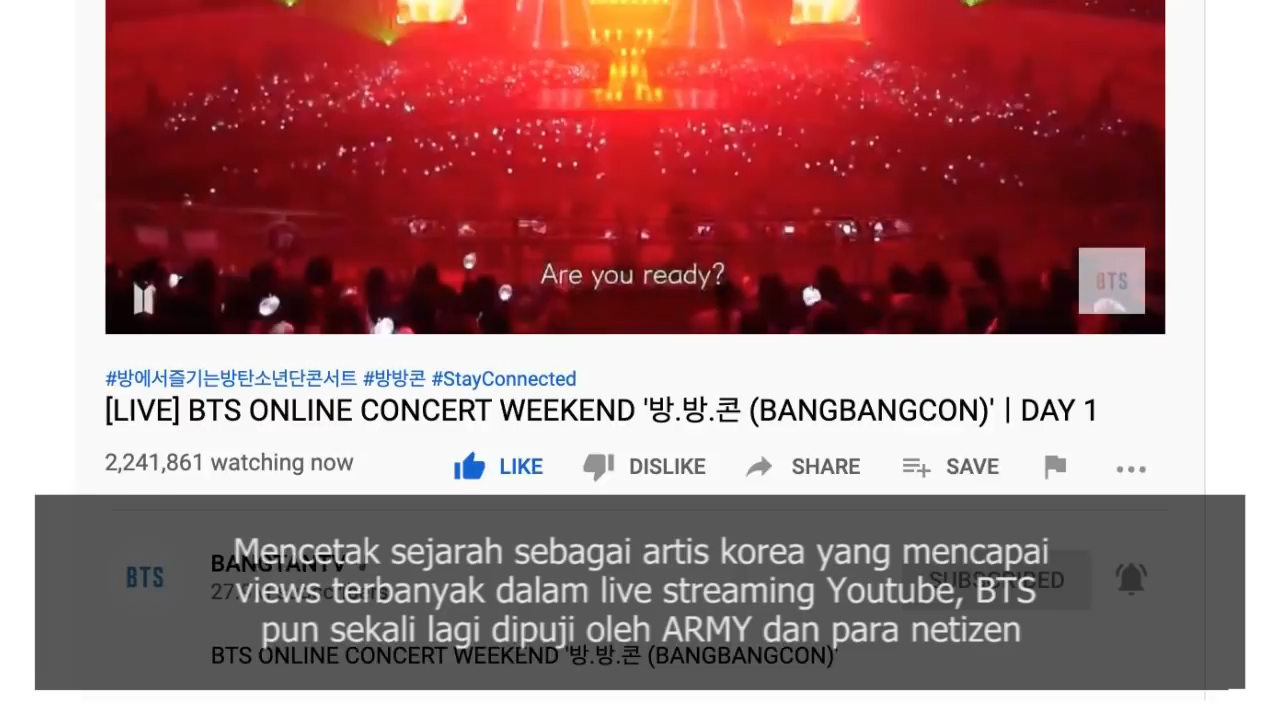 Are you ready?
BTS
#방에서즐기는방탄소년단콘서트 #방방콘 #StayConnected
[LIVE] BTS ONLINE CONCERT WEEKEND '방.방.콘 (BANGBANGCON)' | DAY 1
2,241,861 watching now
LIKE
DISLIKE
SHARE
SAVE
BTS
BANGTANTV
SUBSCRIBED
Mencetak sejarah sebagai artis korea yang mencapai
views terbanyak dalam live streaming Youtube, BTS
pun sekali lagi dipuji oleh ARMY dan para netizen
BTS ONLINE CONCERT WEEKEND '방.방.콘 (BANGBANGCON)'